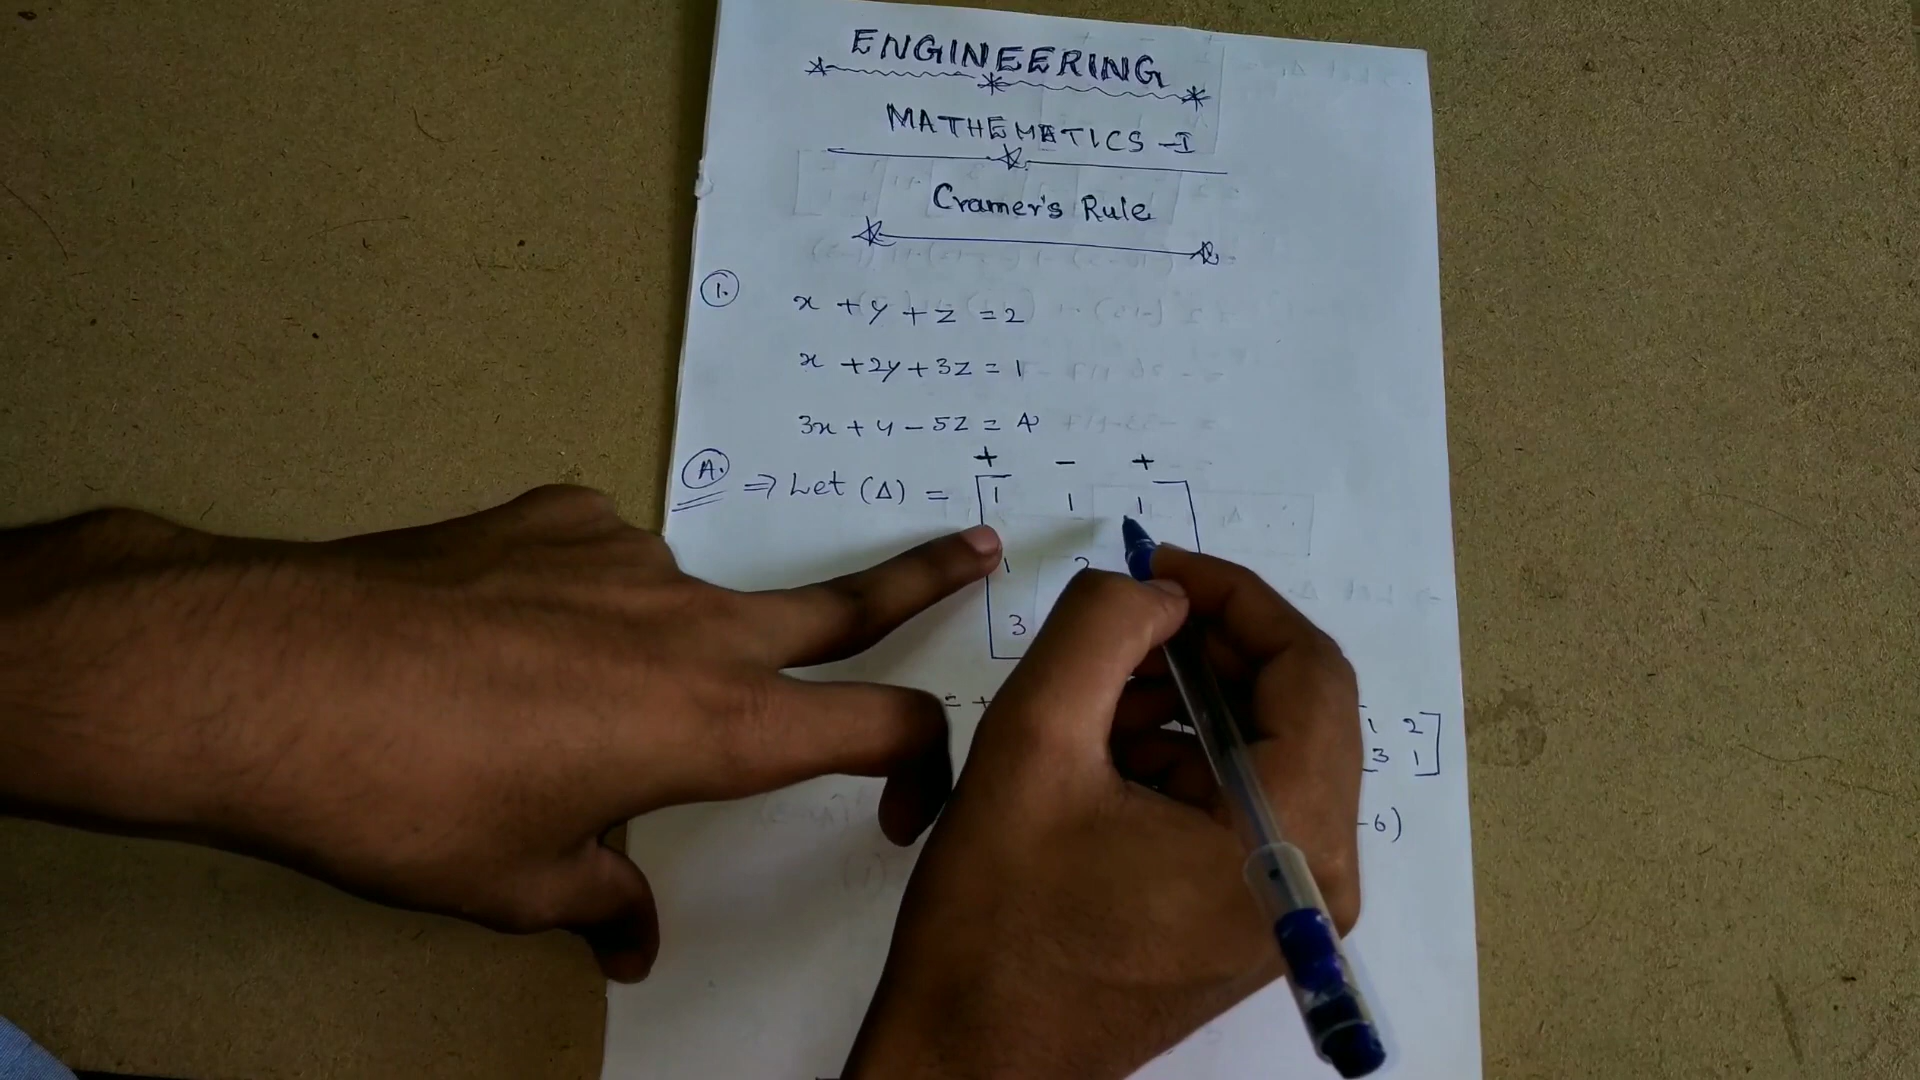 ENGINEERING
MATHEMATICS -I
Cramer's Rule
1. x + y + z = 2
x + 2y + 3z = 1
3x + y - 5z = 4
+ - +
A. ⇒ Let (Δ) = 1 1 1
1 2
3
= +
1 2
3 1
-6)